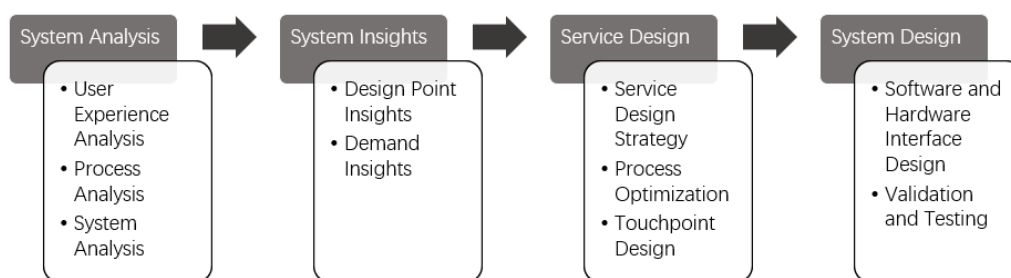 System Analysis
• User
Experience
Analysis
• Process
Analysis
• System
Analysis
System Insights
• Design Point
Insights
• Demand
Insights
Service Design
• Service
Design
Strategy
• Process
Optimization
• Touchpoint
Design
System Design
• Software and
Hardware
Interface
Design
• Validation
and Testing